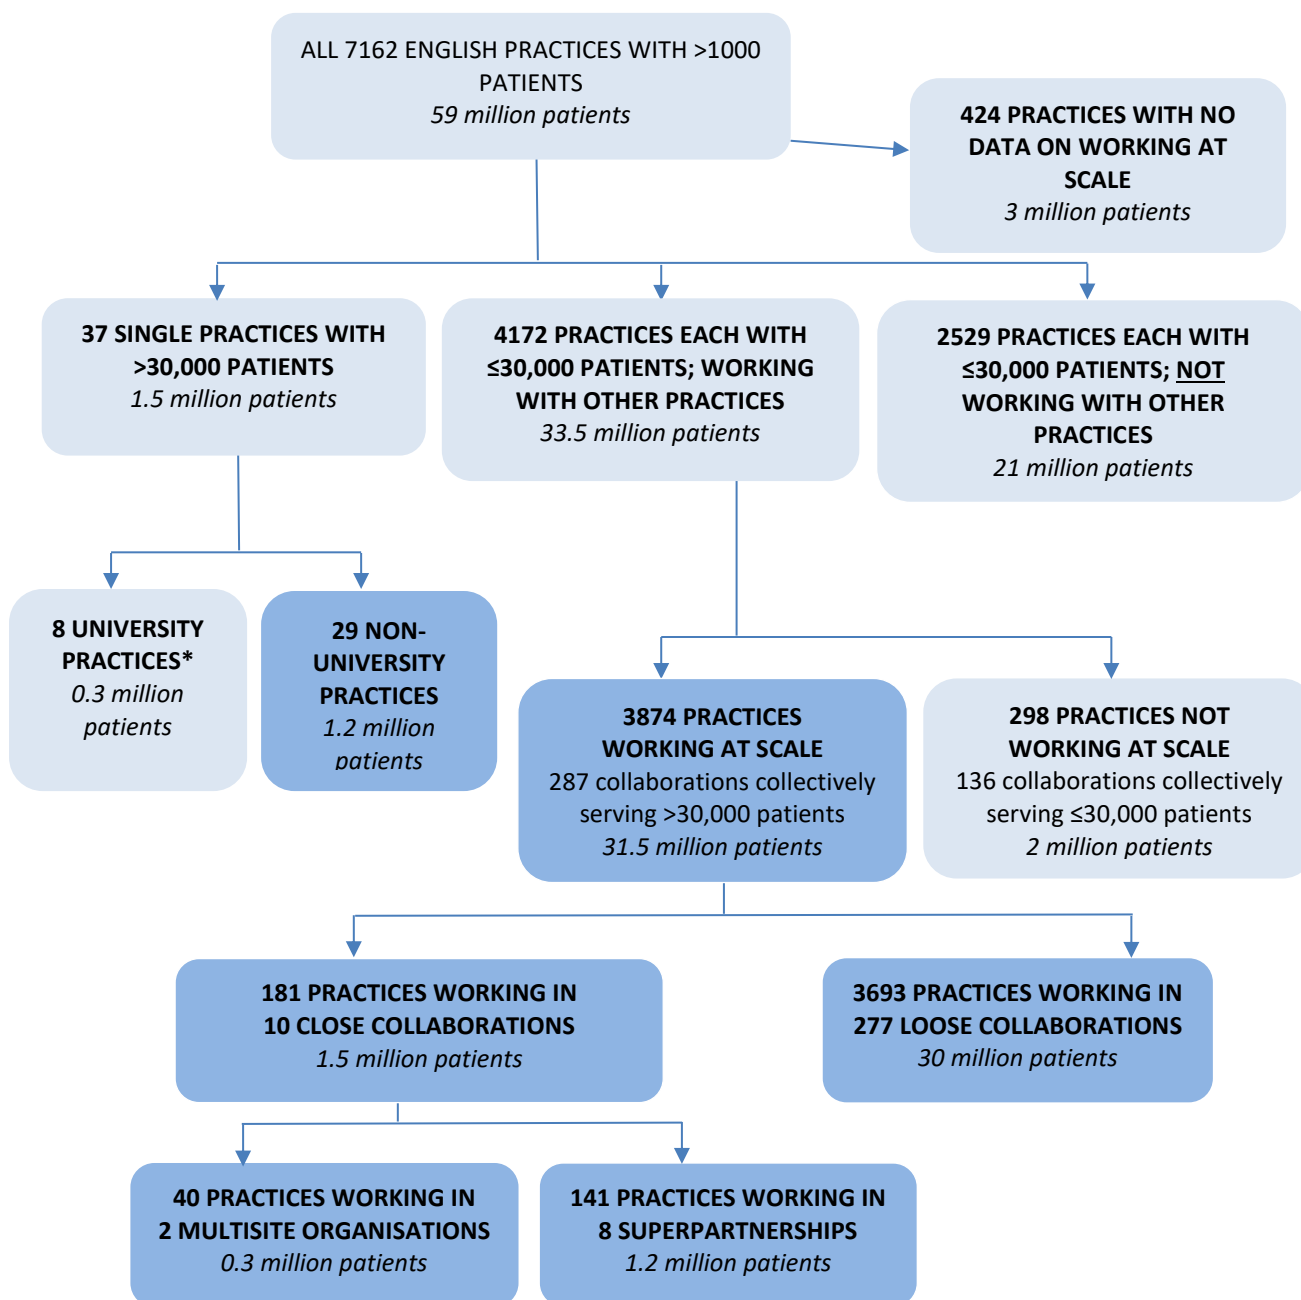 ALL 7162 ENGLISH PRACTICES WITH >1000
PATIENTS
59 million patients
424 PRACTICES WITH NO
DATA ON WORKING AT
SCALE
3 million patients
37 SINGLE PRACTICES WITH
>30,000 PATIENTS
1.5 million patients
4172 PRACTICES EACH WITH
≤30,000 PATIENTS; WORKING
WITH OTHER PRACTICES
33.5 million patients
2529 PRACTICES EACH WITH
≤30,000 PATIENTS; NOT
WORKING WITH OTHER
PRACTICES
21 million patients
8 UNIVERSITY
PRACTICES*
0.3 million
patients
29 NON-
UNIVERSITY
PRACTICES
1.2 million
patients
3874 PRACTICES
WORKING AT SCALE
287 collaborations collectively
serving >30,000 patients
31.5 million patients
298 PRACTICES NOT
WORKING AT SCALE
136 collaborations collectively
serving ≤30,000 patients
2 million patients
181 PRACTICES WORKING IN
10 CLOSE COLLABORATIONS
1.5 million patients
3693 PRACTICES WORKING IN
277 LOOSE COLLABORATIONS
30 million patients
40 PRACTICES WORKING IN
2 MULTISITE ORGANISATIONS
0.3 million patients
141 PRACTICES WORKING IN
8 SUPERPARTNERSHIPS
1.2 million patients